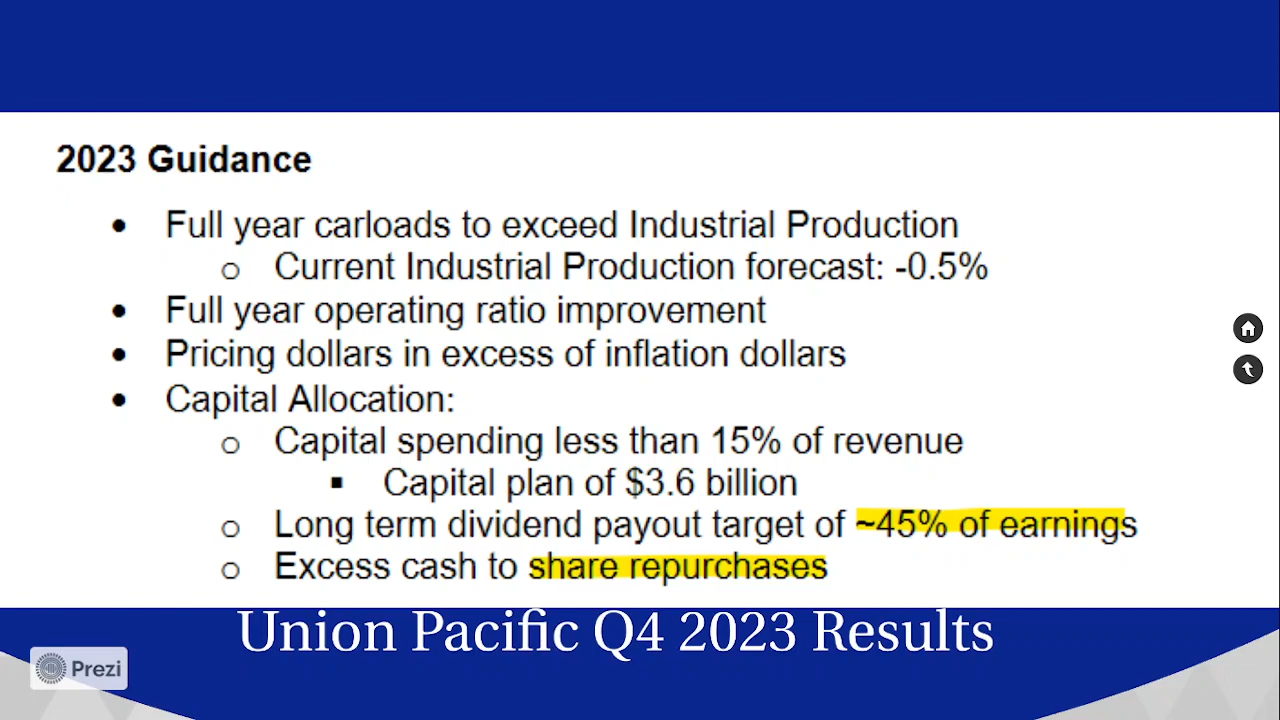 2023 Guidance
• Full year carloads to exceed Industrial Production
o Current Industrial Production forecast: -0.5%
• Full year operating ratio improvement
• Pricing dollars in excess of inflation dollars
• Capital Allocation:
o Capital spending less than 15% of revenue
▪ Capital plan of $3.6 billion
o Long term dividend payout target of ~45% of earnings
o Excess cash to share repurchases
Union Pacific Q4 2023 Results
Prezi